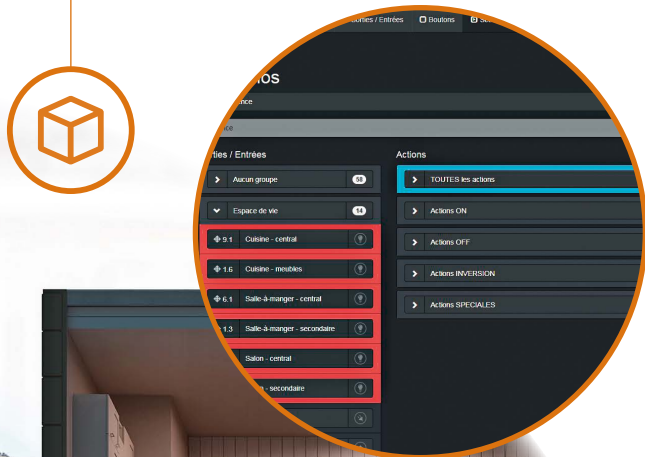 Sorties / Entrées
Boutons
Aucun groupe
58
Espace de vie
14
9.1 Cuisine - central
1.6 Cuisine - meubles
6.1 Salle-à-manger - central
1.3 Salle-à-manger - secondaire
Salon - central
- secondaire
Actions
TOUTES les actions
Actions ON
Actions OFF
Actions INVERSION
Actions SPECIALES